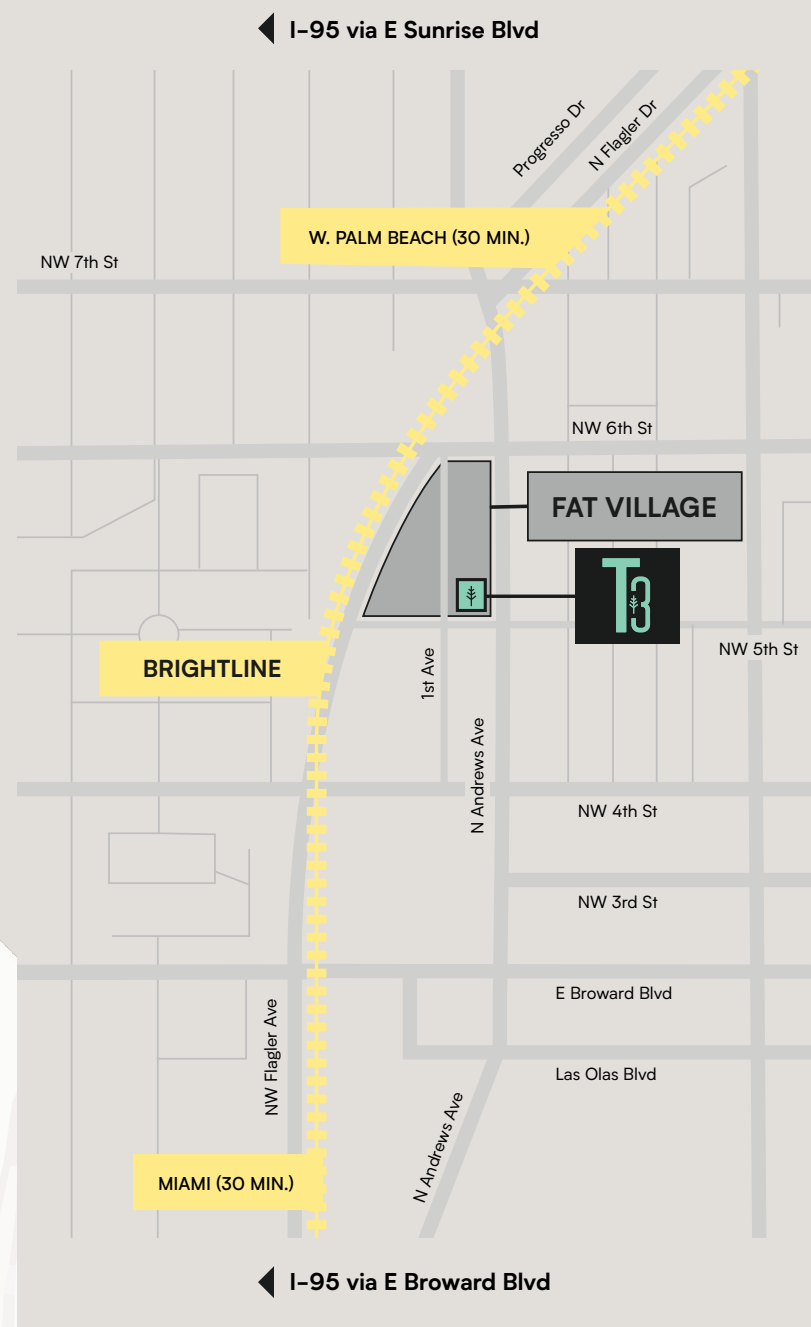 I-95 via E Sunrise Blvd
Progresso Dr
N Flagler Dr
W. PALM BEACH (30 MIN.)
NW 7th St
NW 6th St
FAT VILLAGE
T3
NW 5th St
BRIGHTLINE
1st Ave
N Andrews Ave
NW 4th St
NW 3rd St
E Broward Blvd
NW Flagler Ave
Las Olas Blvd
N Andrews Ave
MIAMI (30 MIN.)
I-95 via E Broward Blvd